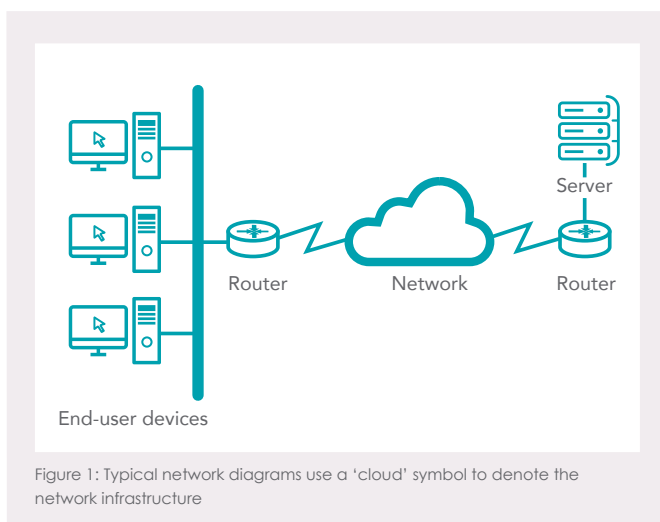 Server
Router
Network
Router
End-user devices
Figure 1: Typical network diagrams use a ‘cloud’ symbol to denote the
network infrastructure